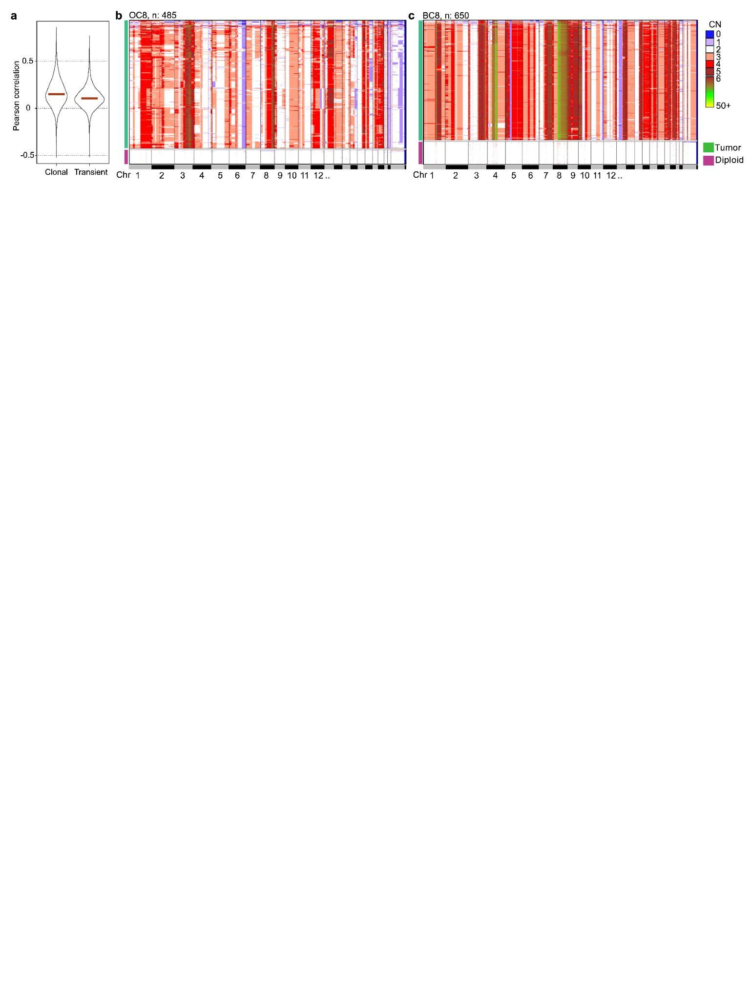 a
Pearson correlation
0.5
0
-0.5
Clonal Transient
b
OC8, n: 485
Chr 1 2 3 4 5 6 7 8 9 10 11 12 ..
c
BC8, n: 650
Chr 1 2 3 4 5 6 7 8 9 10 11 12 ..
CN
0
1
2
3
4
5
6
50+
Tumor
Diploid